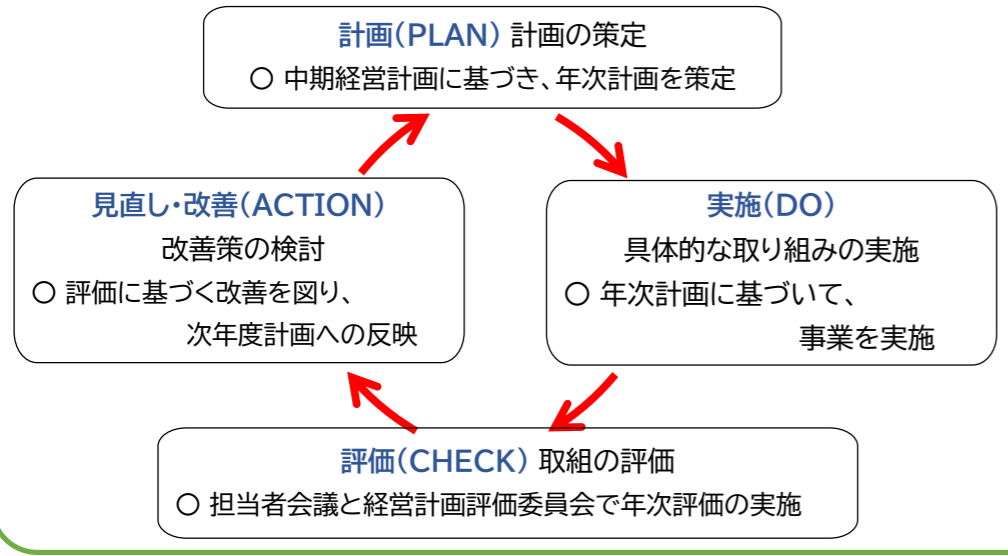 計画(PLAN) 計画の策定
○ 中期経営計画に基づき、年次計画を策定
見直し・改善(ACTION)
改善策の検討
○ 評価に基づく改善を図り、
次年度計画への反映
実施(DO)
具体的な取り組みの実施
○ 年次計画に基づいて、
事業を実施
評価(CHECK) 取組の評価
○ 担当者会議と経営計画評価委員会で年次評価の実施